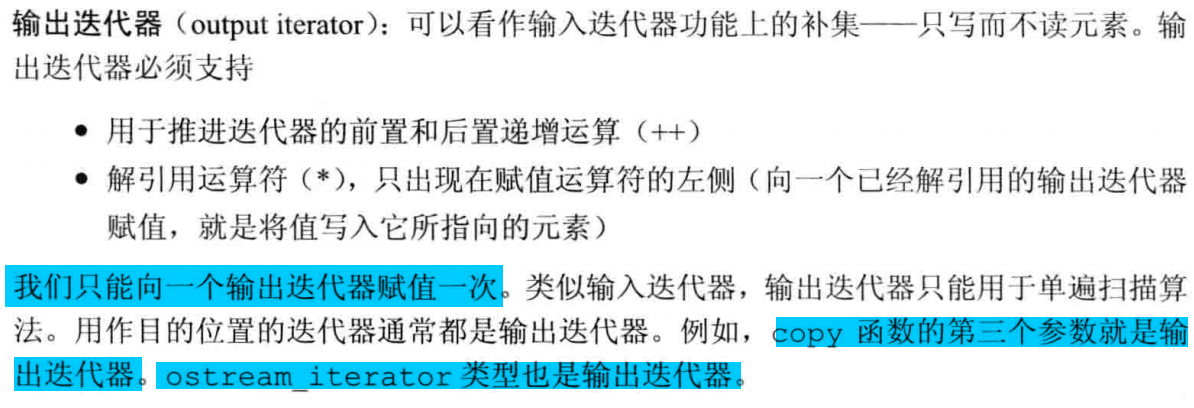 输出迭代器（output iterator）：可以看作输入迭代器功能上的补集——只写而不读元素。输
出迭代器必须支持
● 用于推进迭代器的前置和后置递增运算（++）
● 解引用运算符（*），只出现在赋值运算符的左侧（向一个已经解引用的输出迭代器
赋值，就是将值写入它所指向的元素）
我们只能向一个输出迭代器赋值一次。类似输入迭代器，输出迭代器只能用于单遍扫描算
法。用作目的位置的迭代器通常都是输出迭代器。例如，copy 函数的第三个参数就是输
出迭代器。ostream_iterator 类型也是输出迭代器。